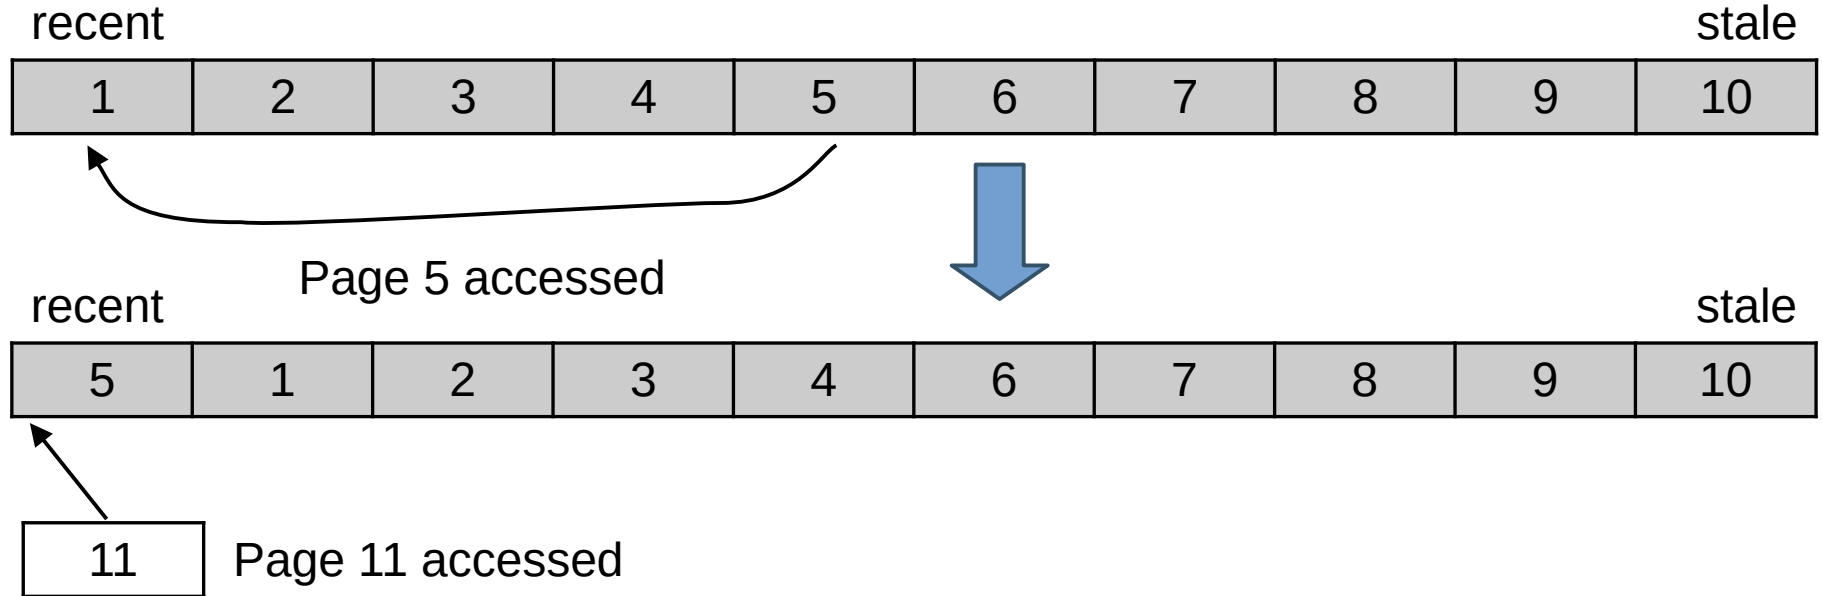 recent stale
1 2 3 4 5 6 7 8 9 10
Page 5 accessed
recent stale
5 1 2 3 4 6 7 8 9 10
11 Page 11 accessed